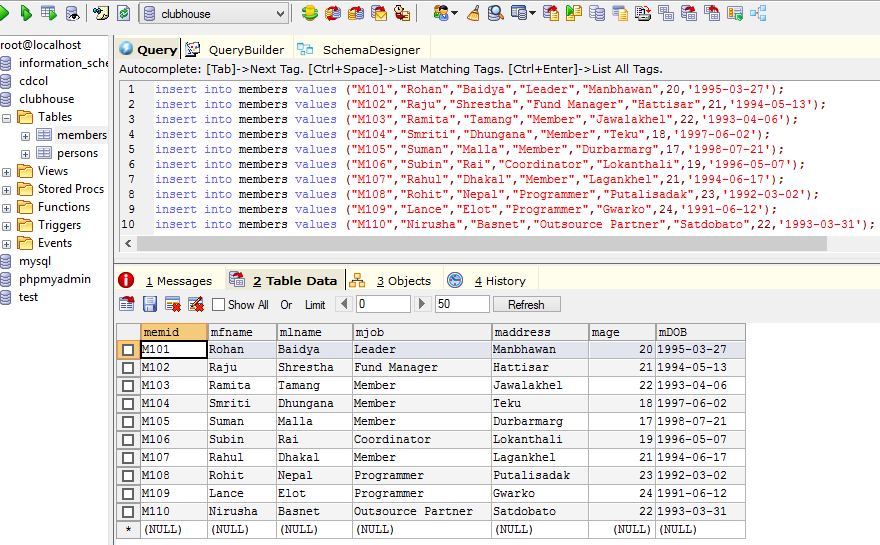 clubhouse
root@localhost
information_sche
cdcol
clubhouse
Tables
members
persons
Views
Stored Procs
Functions
Triggers
Events
mysql
phpmyadmin
test
Query QueryBuilder SchemaDesigner
Autocomplete: [Tab]->Next Tag. [Ctrl+Space]->List Matching Tags. [Ctrl+Enter]->List All Tags.
1 insert into members values ("M101","Rohan","Baidya","Leader","Manbhawan",20,'1995-03-27');
2 insert into members values ("M102","Raju","Shrestha","Fund Manager","Hattisar",21,'1994-05-13');
3 insert into members values ("M103","Ramita","Tamang","Member","Jawalakhel",22,'1993-04-06');
4 insert into members values ("M104","Smriti","Dhungana","Member","Teku",18,'1997-06-02');
5 insert into members values ("M105","Suman","Malla","Member","Durbarmarg",17,'1998-07-21');
6 insert into members values ("M106","Subin","Rai","Coordinator","Lokanthali",19,'1996-05-07');
7 insert into members values ("M107","Rahul","Dhakal","Member","Lagankhel",21,'1994-06-17');
8 insert into members values ("M108","Rohit","Nepal","Programmer","Putalisadak",23,'1992-03-02');
9 insert into members values ("M109","Lance","Elot","Programmer","Gwarko",24,'1991-06-12');
10 insert into members values ("M110","Nirusha","Basnet","Outsource Partner","Satdobato",22,'1993-03-31');
1 Messages 2 Table Data 3 Objects 4 History
Show All Or Limit 0 50 Refresh
memid mfname mlname mjob maddress mage mDOB
M101 Rohan Baidya Leader Manbhawan 20 1995-03-27
M102 Raju Shrestha Fund Manager Hattisar 21 1994-05-13
M103 Ramita Tamang Member Jawalakhel 22 1993-04-06
M104 Smriti Dhungana Member Teku 18 1997-06-02
M105 Suman Malla Member Durbarmarg 17 1998-07-21
M106 Subin Rai Coordinator Lokanthali 19 1996-05-07
M107 Rahul Dhakal Member Lagankhel 21 1994-06-17
M108 Rohit Nepal Programmer Putalisadak 23 1992-03-02
M109 Lance Elot Programmer Gwarko 24 1991-06-12
M110 Nirusha Basnet Outsource Partner Satdobato 22 1993-03-31
* (NULL) (NULL) (NULL) (NULL) (NULL) (NULL) (NULL)